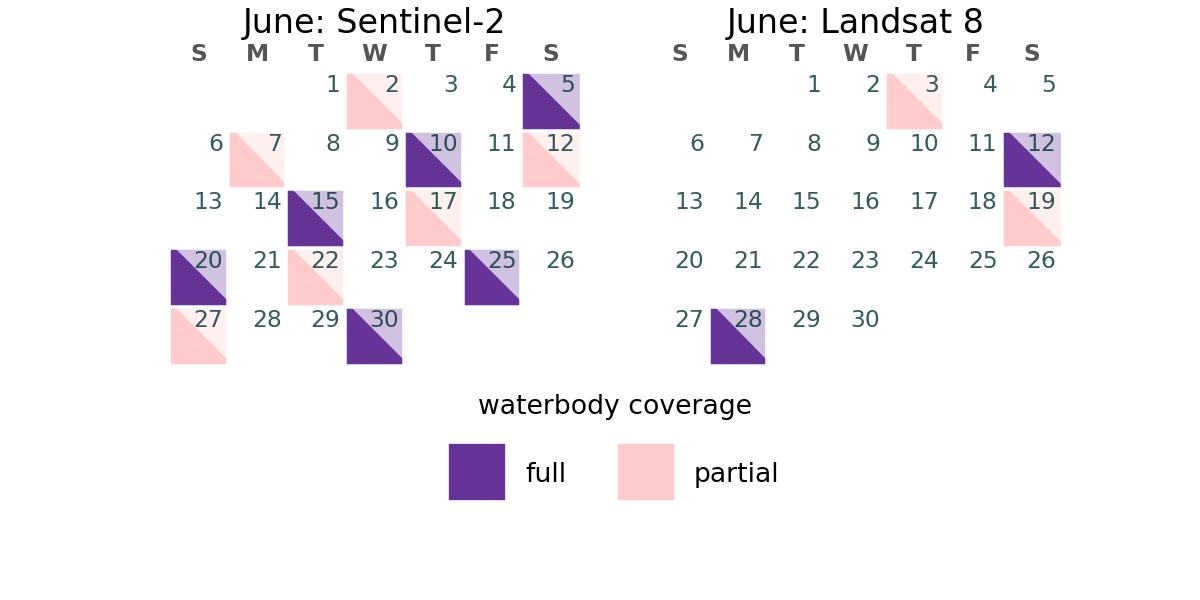 June: Sentinel-2
S M T W T F S
1 2 3 4 5
6 7 8 9 10 11 12
13 14 15 16 17 18 19
20 21 22 23 24 25 26
27 28 29 30
June: Landsat 8
S M T W T F S
1 2 3 4 5
6 7 8 9 10 11 12
13 14 15 16 17 18 19
20 21 22 23 24 25 26
27 28 29 30
waterbody coverage
full partial